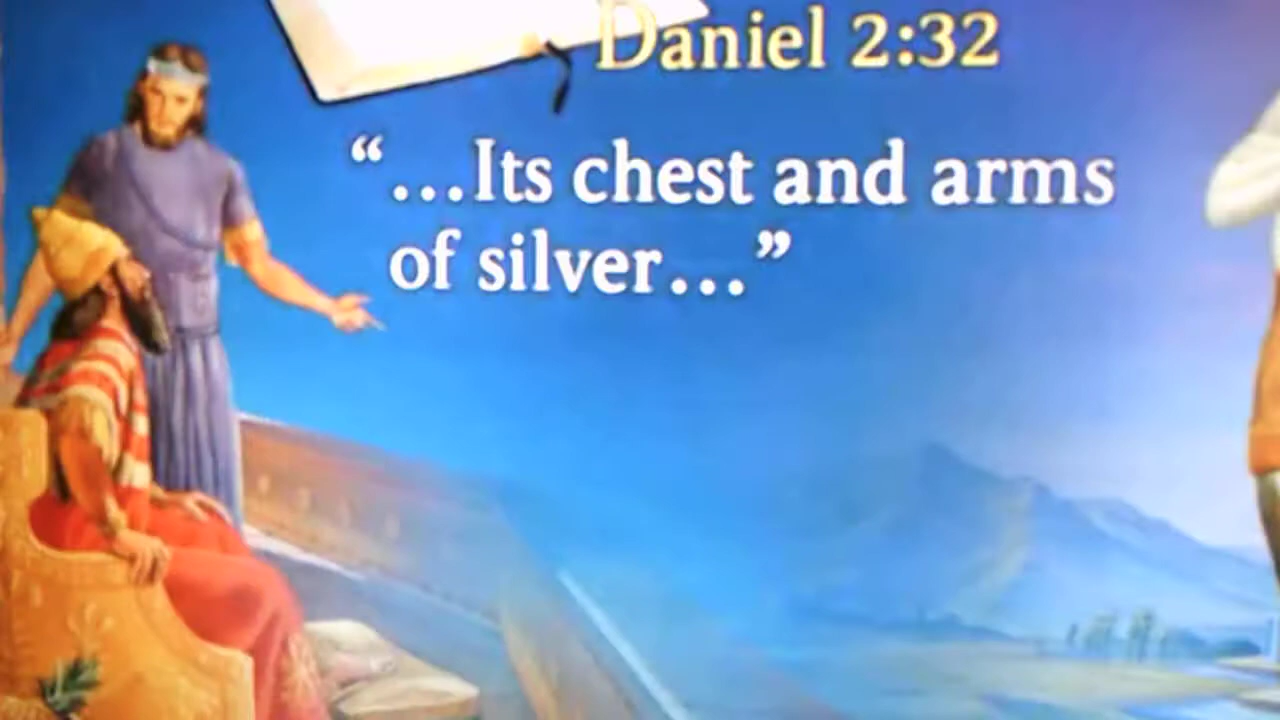 Daniel 2:32
“...Its chest and arms
of silver...”